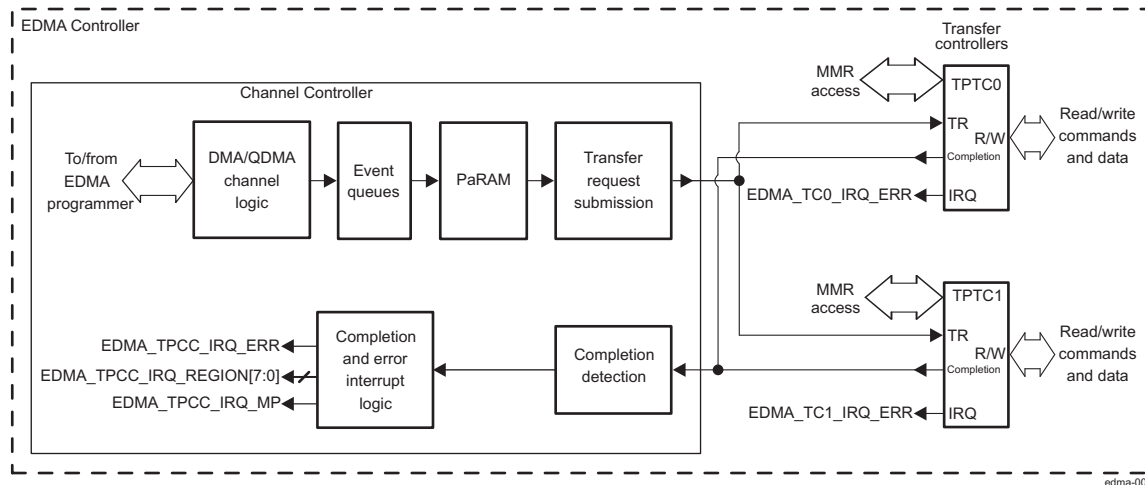 EDMA Controller
Transfer
controllers
Channel Controller
MMR
access
TPTC0
TR
R/W
Completion
IRQ
Read/write
commands
and data
EDMA_TC0_IRQ_ERR
To/from
EDMA
programmer
DMA/QDMA
channel
logic
Event
queues
PaRAM
Transfer
request
submission
MMR
access
TPTC1
TR
R/W
Completion
IRQ
Read/write
commands
and data
EDMA_TC1_IRQ_ERR
EDMA_TPCC_IRQ_ERR
EDMA_TPCC_IRQ_REGION[7:0]
EDMA_TPCC_IRQ_MP
Completion
and error
interrupt
logic
Completion
detection